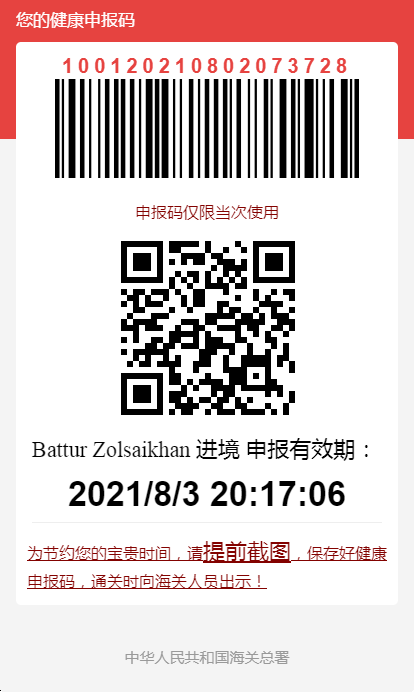 您的健康申报码
100120210802073728
申报码仅限当次使用
Battur Zolsaikhan 进境 申报有效期：
2021/8/3 20:17:06
为节约您的宝贵时间，请提前截图，保存好健康
申报码，通关时向海关人员出示！
中华人民共和国海关总署